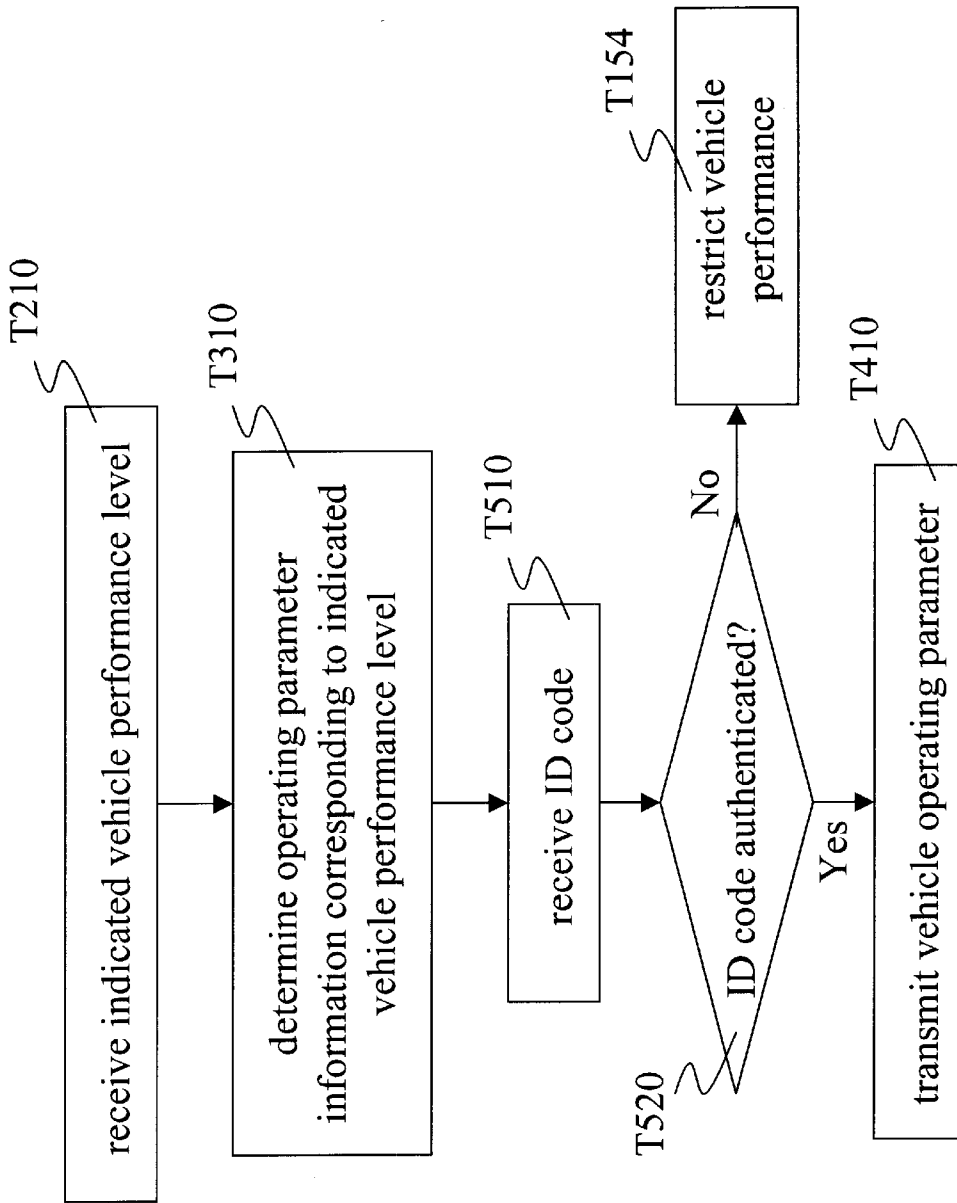 T210
receive indicated vehicle performance level
T310
determine operating parameter
information corresponding to indicated
vehicle performance level
T510
receive ID code
T520
ID code authenticated?
No
T154
restrict vehicle
performance
Yes
T410
transmit vehicle operating parameter